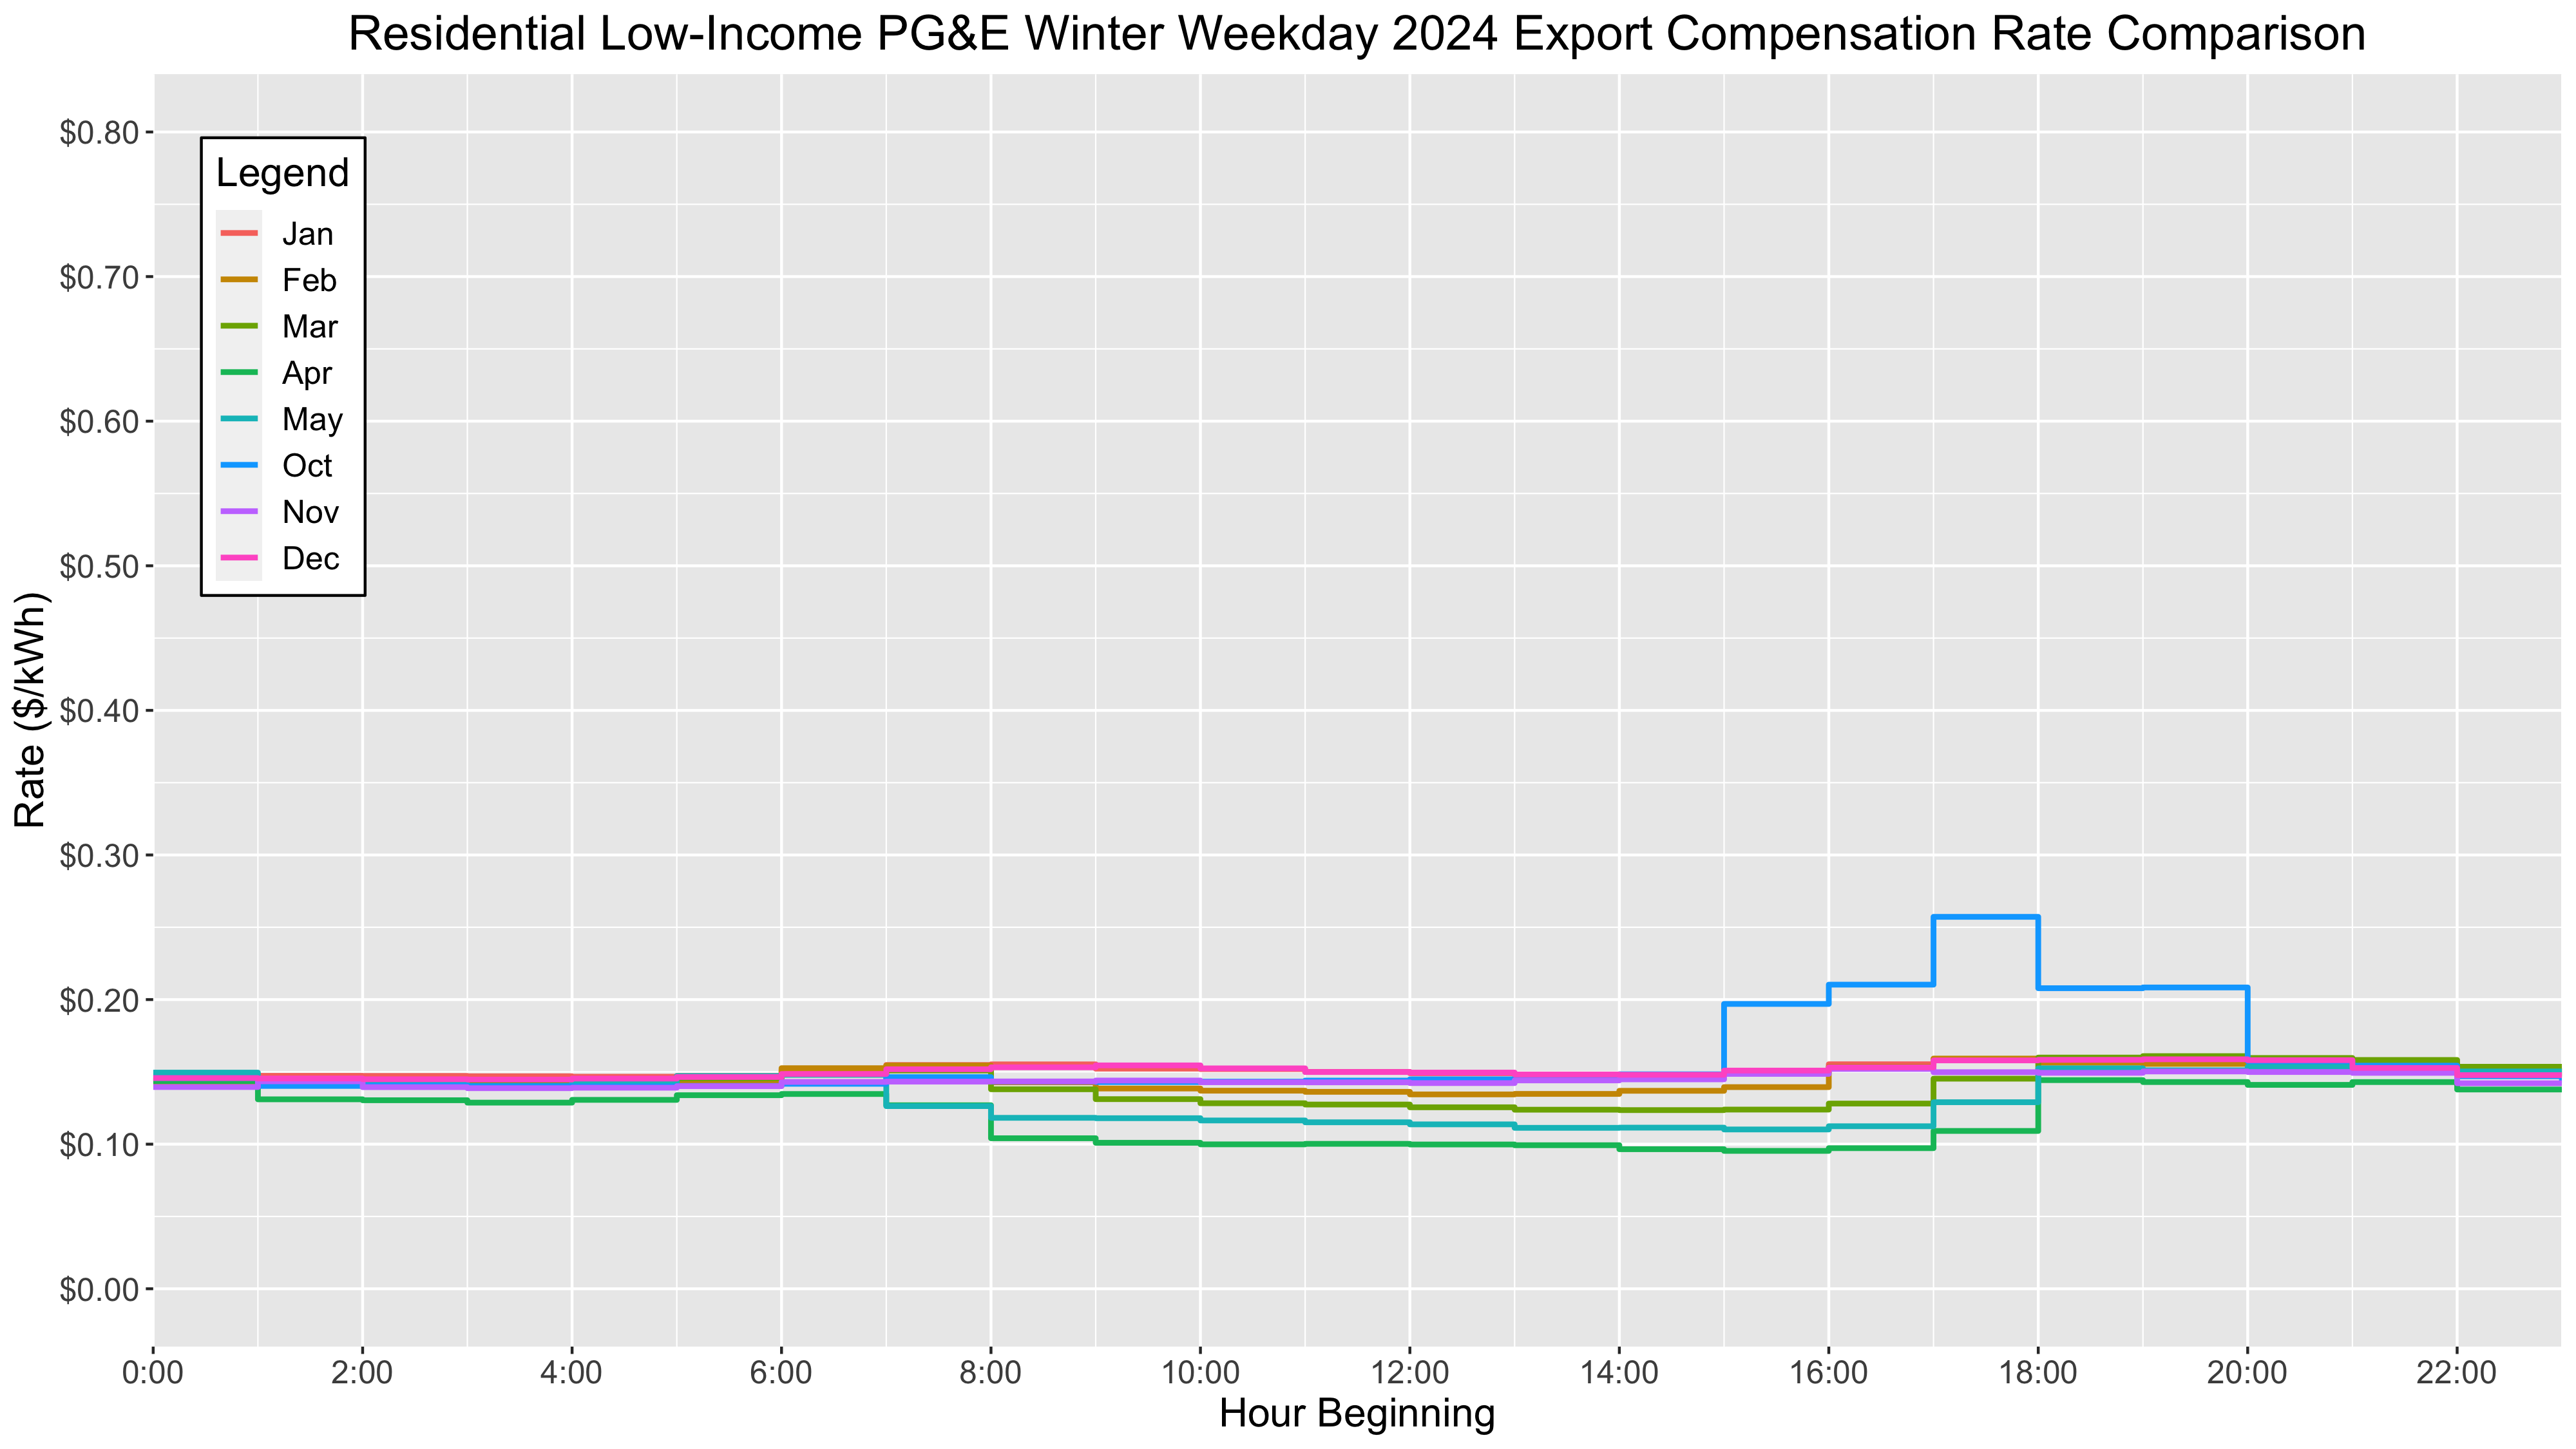 Residential Low-Income PG&E Winter Weekday 2024 Export Compensation Rate Comparison
$0.80
$0.70
$0.60
$0.50
$0.40
$0.30
$0.20
$0.10
$0.00
Rate ($/kWh)
Legend
Jan
Feb
Mar
Apr
May
Oct
Nov
Dec
0:00 2:00 4:00 6:00 8:00 10:00 12:00 14:00 16:00 18:00 20:00 22:00
Hour Beginning